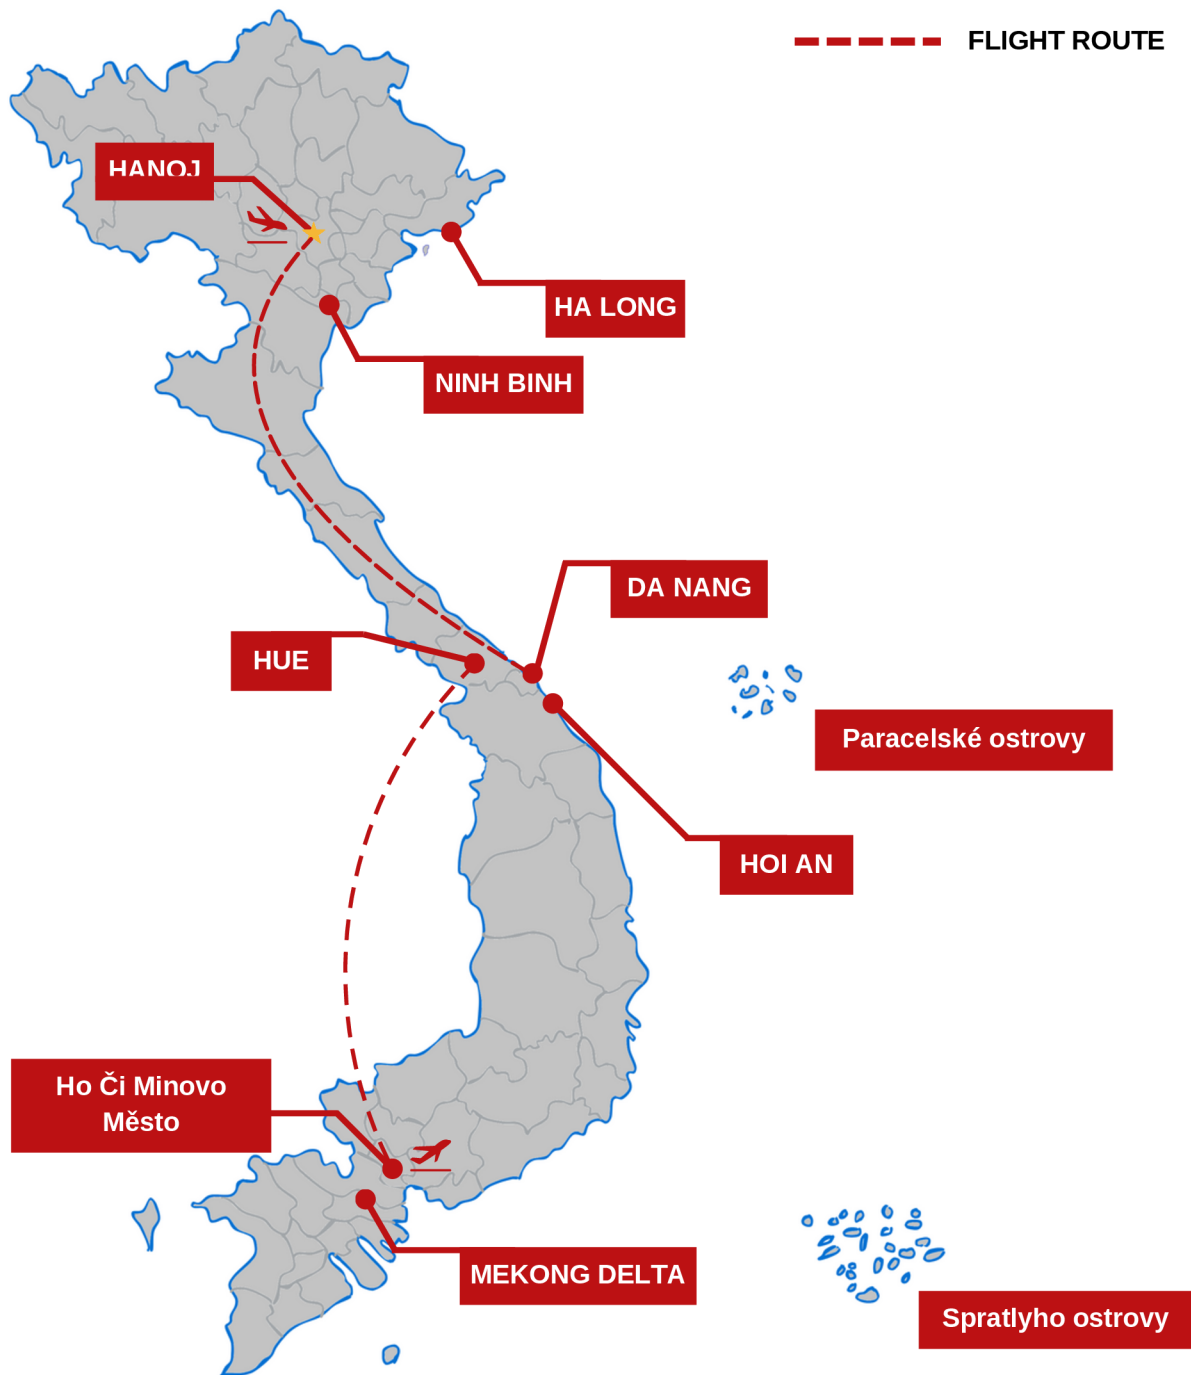 FLIGHT ROUTE
HANOJ
HA LONG
NINH BINH
DA NANG
HUE
Paracelské ostrovy
HOI AN
Ho Či Minovo
Město
MEKONG DELTA
Spratlyho ostrovy